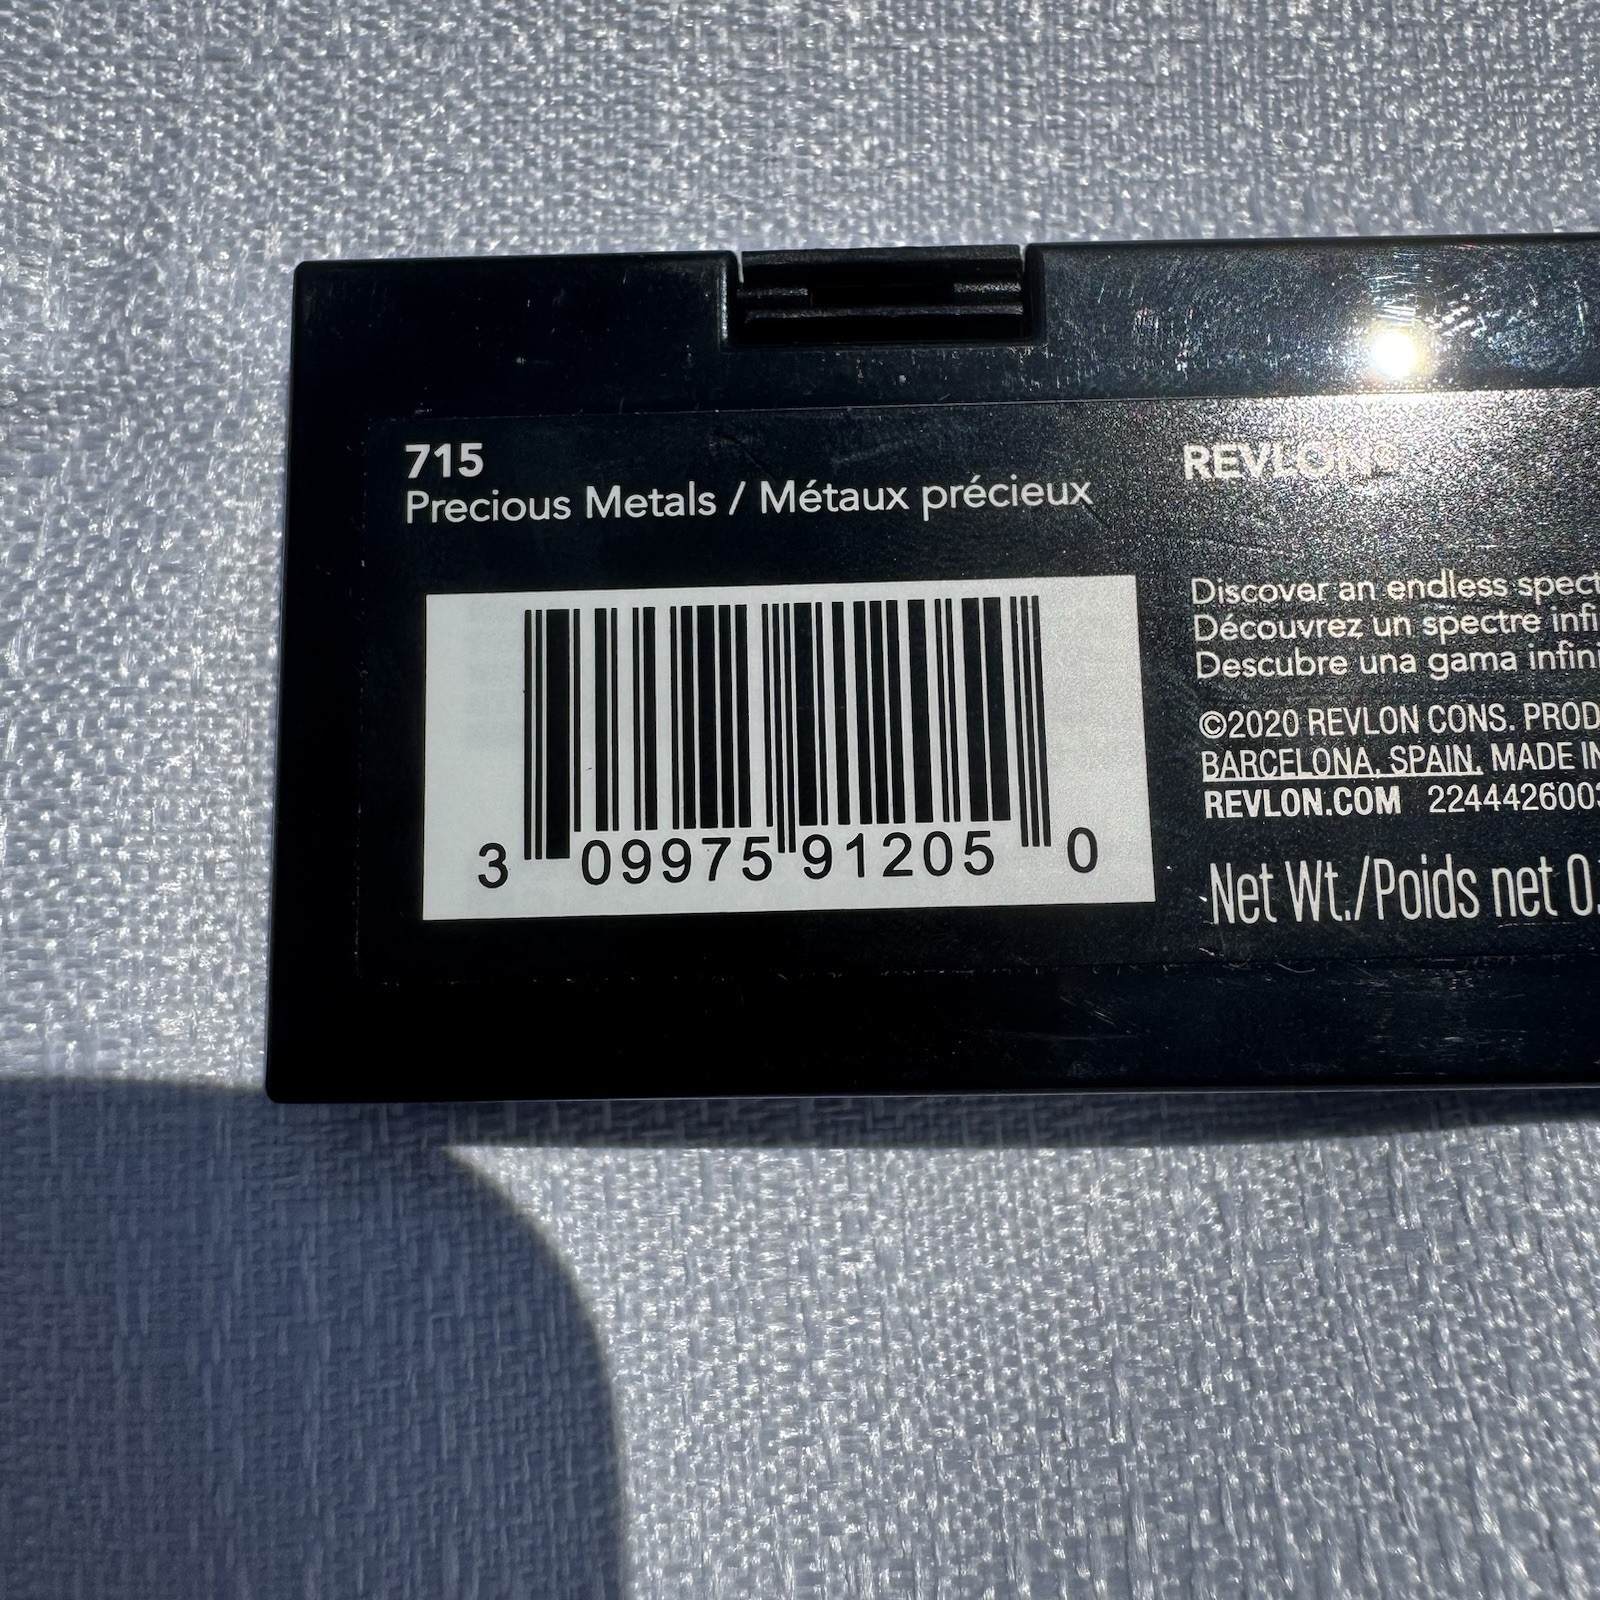 715
Precious Metals / Métaux précieux
3 09975 91205 0
REVLON®
Discover an endless
Découvrez un spectre
Descubre una gama
©2020 REVLON CONS.
BARCELONA, SPAIN. MADE IN
REVLON.COM
Net Wt./Poids net